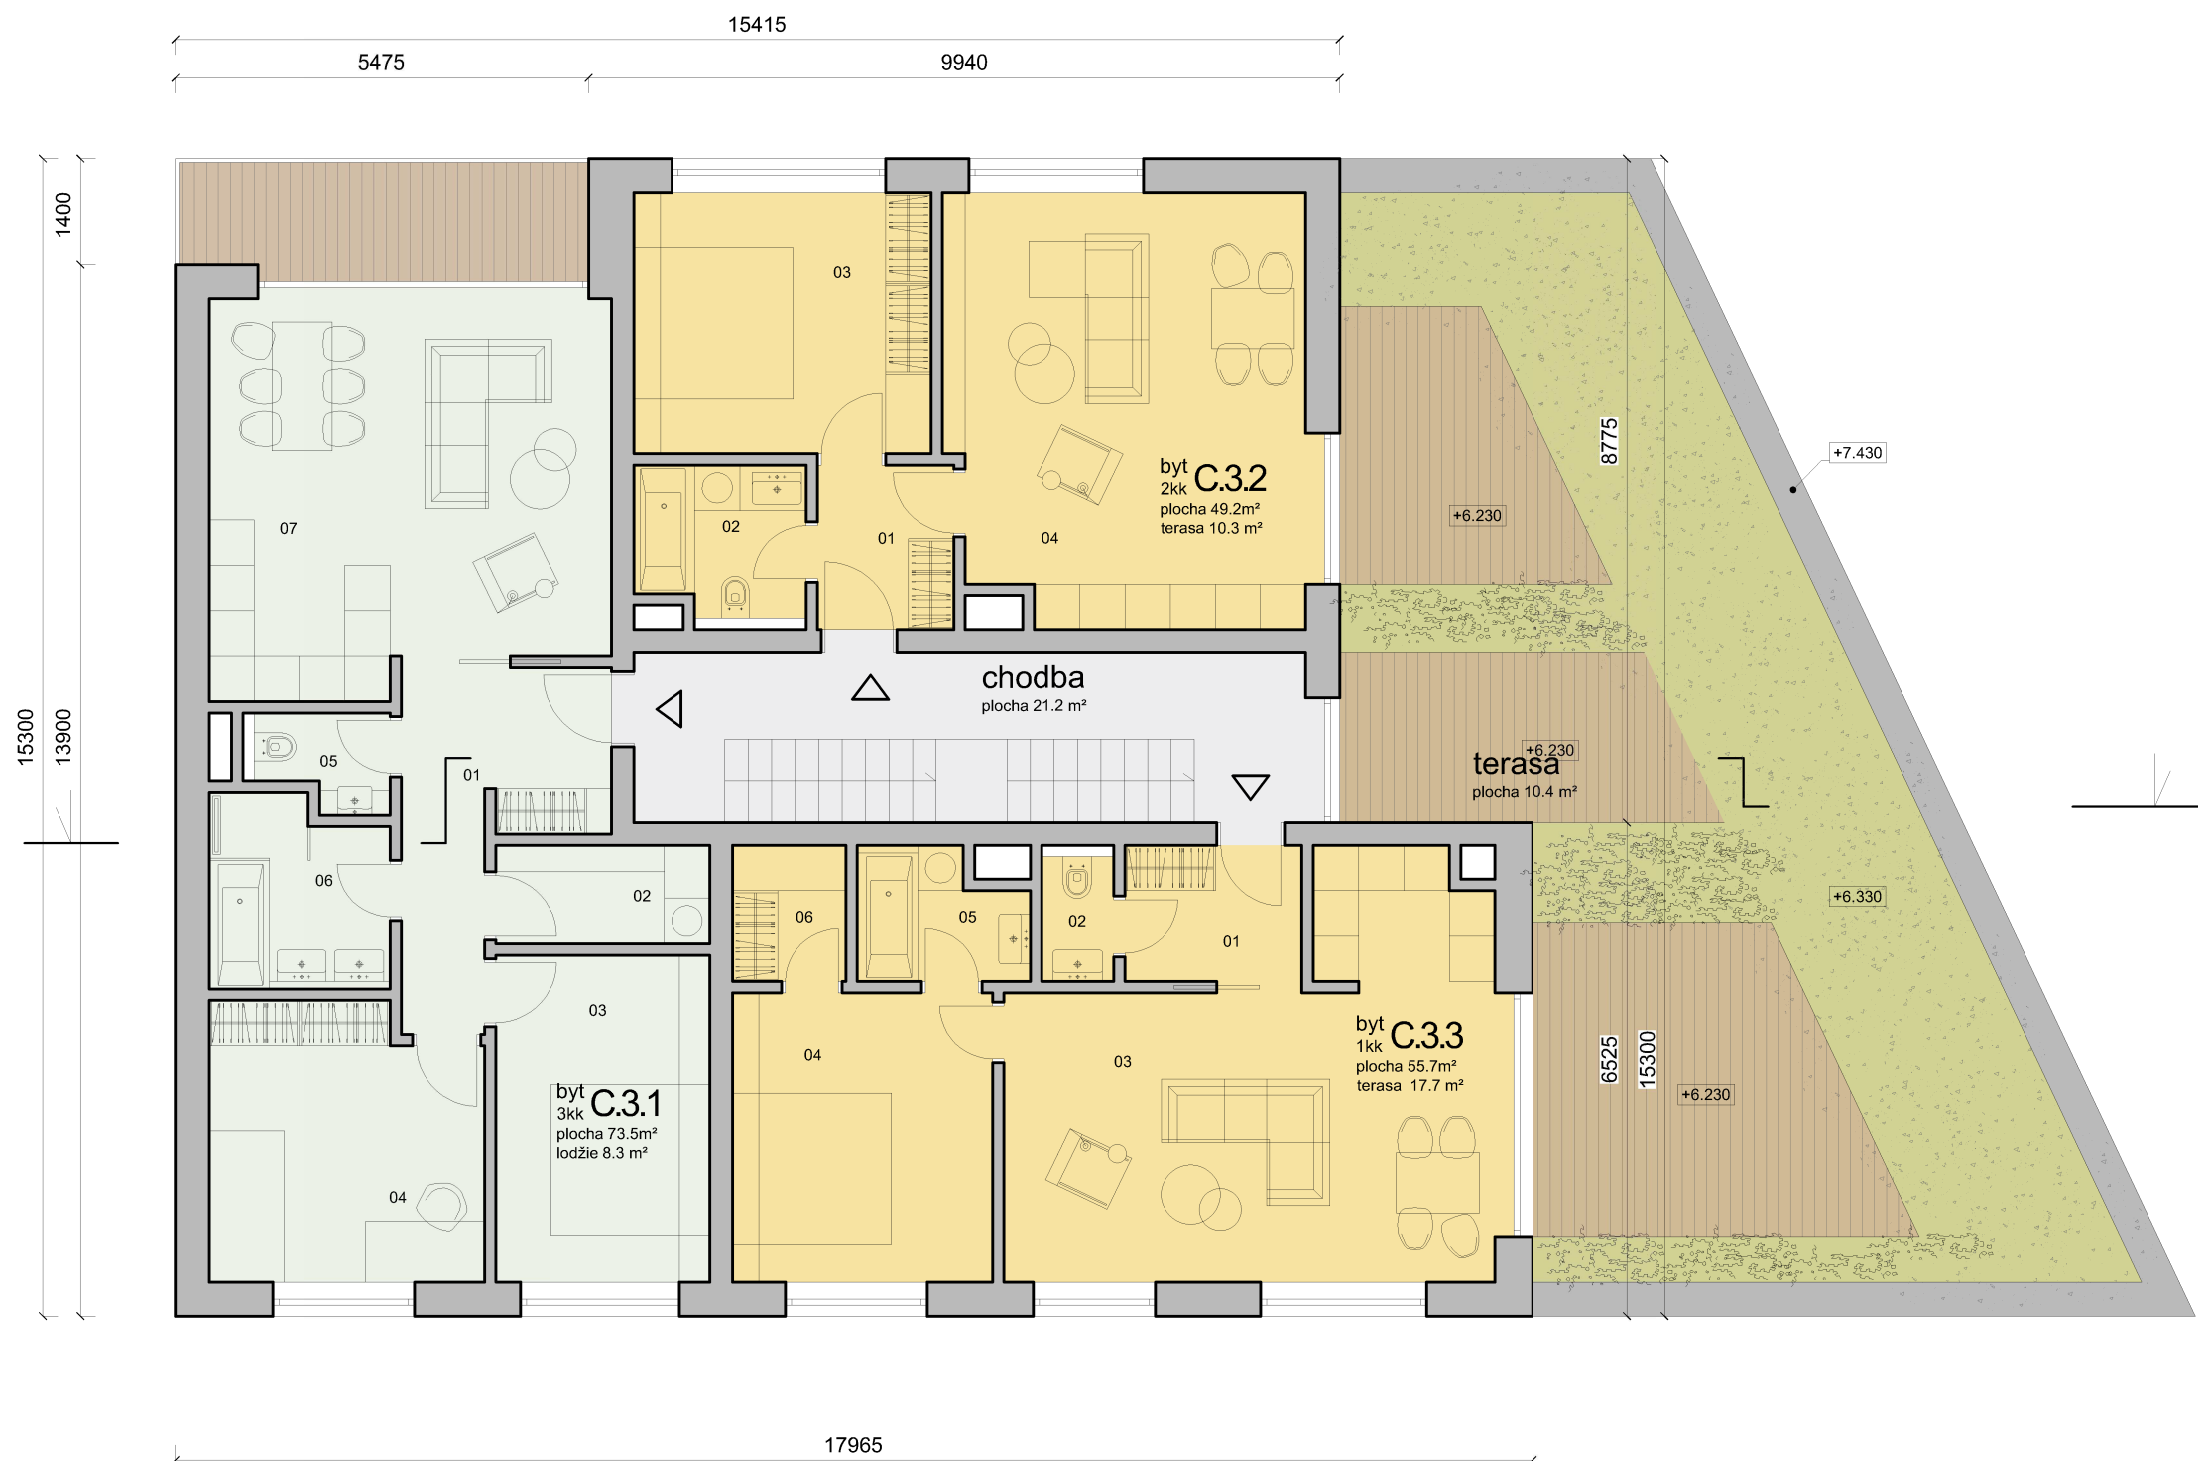 15415
5475
9940
1400
15300
13900
03
07
byt
2kk C.3.2
plocha 49.2m²
terasa 10.3 m²
02
01
04
8775
+7.430
+6.230
chodba
plocha 21.2 m²
+6.230
terasa
plocha 10.4 m²
05
01
06
02
06
05
02
01
+6.330
03
04
03
byt
1kk C.3.3
plocha 55.7m²
terasa 17.7 m²
6525
15300
+6.230
byt
3kk C.3.1
plocha 73.5m²
lodžie 8.3 m²
04
17965